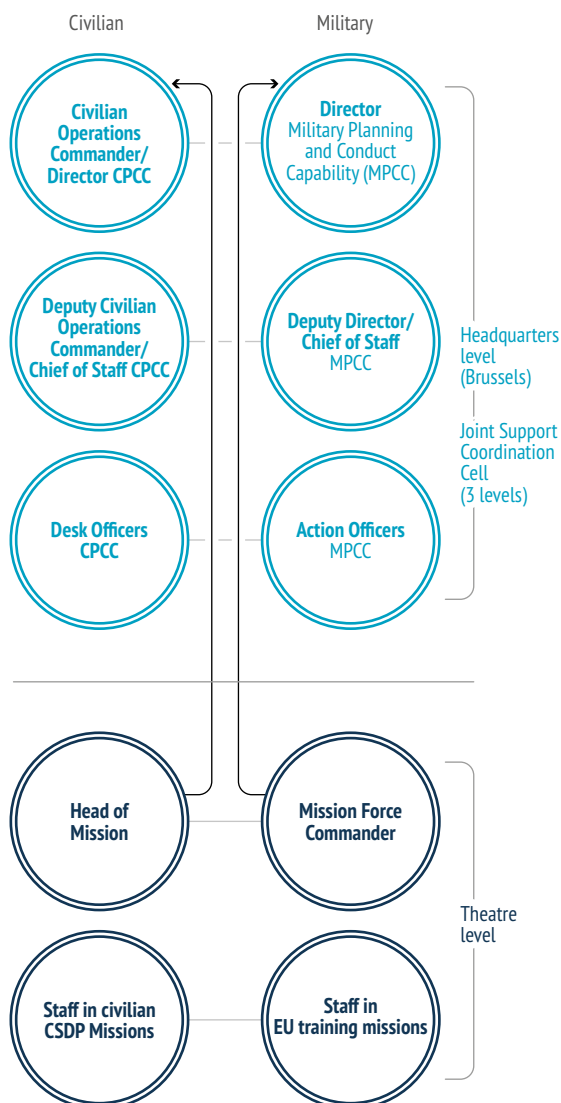 Civilian
Military
Civilian
Operations
Commander/
Director CPCC
Director
Military Planning
and Conduct
Capability (MPCC)
Deputy Civilian
Operations
Commander/
Chief of Staff CPCC
Deputy Director/
Chief of Staff
MPCC
Headquarters
level
(Brussels)
Joint Support
Coordination
Cell
(3 levels)
Desk Officers
CPCC
Action Officers
MPCC
Head of
Mission
Mission Force
Commander
Theatre
level
Staff in civilian
CSDP Missions
Staff in
EU training missions